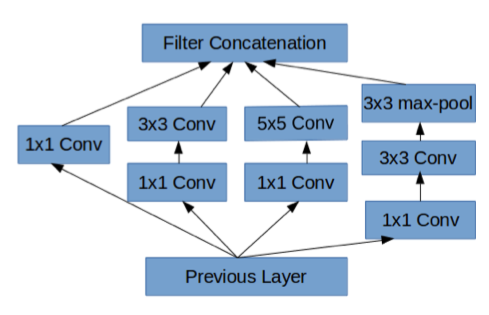 Filter Concatenation
3x3 max-pool
3x3 Conv
5x5 Conv
1x1 Conv
3x3 Conv
1x1 Conv
1x1 Conv
1x1 Conv
Previous Layer